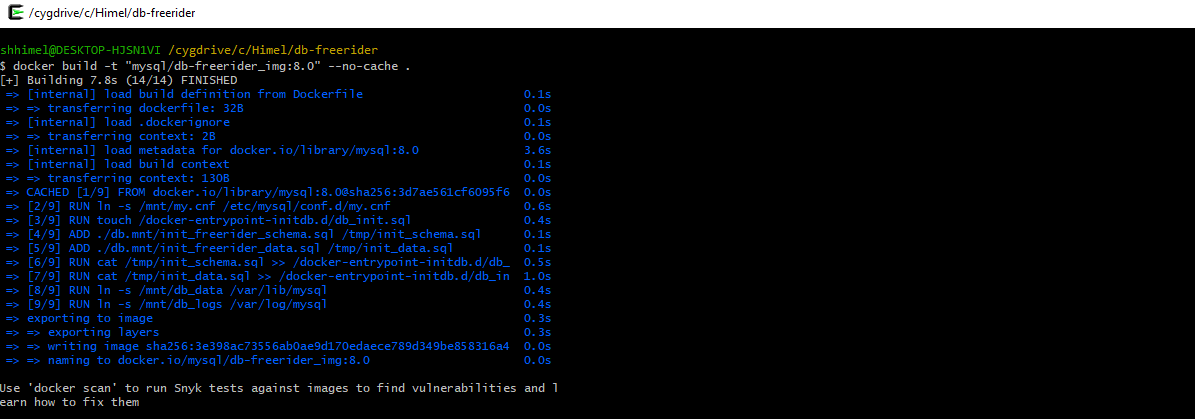 /cygdrive/c/Himel/db-freerider
shhimel@DESKTOP-HJSN1VI /cygdrive/c/Himel/db-freerider
$ docker build -t "mysql/db-freerider_img:8.0" --no-cache .
[+] Building 7.8s (14/14) FINISHED
=> [internal] load build definition from Dockerfile 0.1s
=> => transferring dockerfile: 32B 0.0s
=> [internal] load .dockerignore 0.1s
=> => transferring context: 2B 0.0s
=> [internal] load metadata for docker.io/library/mysql:8.0 3.6s
=> [internal] load build context 0.1s
=> => transferring context: 130B 0.0s
=> CACHED [1/9] FROM docker.io/library/mysql:8.0@sha256:3d7ae561cf6095f6 0.0s
=> [2/9] RUN ln -s /mnt/my.cnf /etc/mysql/conf.d/my.cnf 0.6s
=> [3/9] RUN touch /docker-entrypoint-initdb.d/db_init.sql 0.4s
=> [4/9] ADD ./db.mnt/init_freerider_schema.sql /tmp/init_schema.sql 0.1s
=> [5/9] ADD ./db.mnt/init_freerider_data.sql /tmp/init_data.sql 0.1s
=> [6/9] RUN cat /tmp/init_schema.sql >> /docker-entrypoint-initdb.d/db_ 0.5s
=> [7/9] RUN cat /tmp/init_data.sql >> /docker-entrypoint-initdb.d/db_in 1.0s
=> [8/9] RUN ln -s /mnt/db_data /var/lib/mysql 0.4s
=> [9/9] RUN ln -s /mnt/db_logs /var/log/mysql 0.4s
=> exporting to image 0.3s
=> => exporting layers 0.3s
=> => writing image sha256:3e398ac73556ab0ae9d170edaece789d349be858316a4 0.0s
=> => naming to docker.io/mysql/db-freerider_img:8.0 0.0s
Use 'docker scan' to run Snyk tests against images to find vulnerabilities and l
earn how to fix them